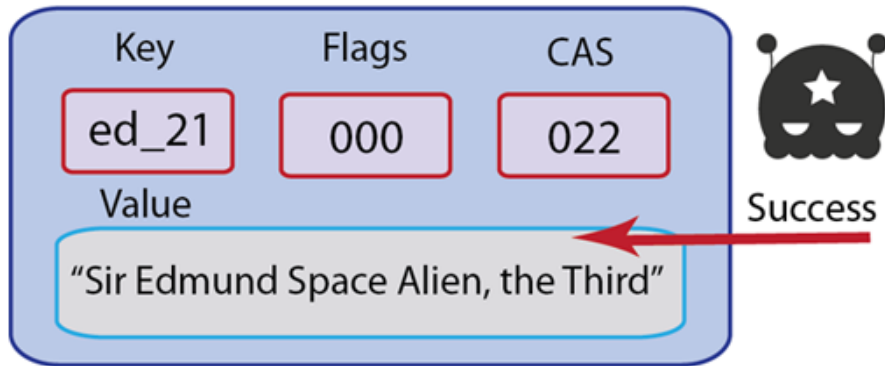 Key Flags CAS
ed_21 000 022
Value
Success
“Sir Edmund Space Alien, the Third”